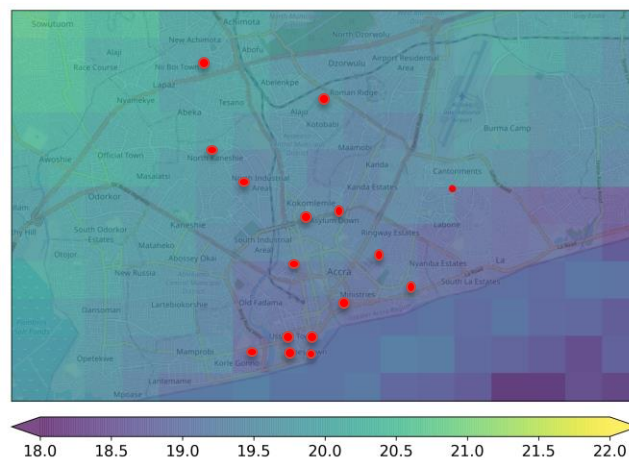 Sowutuom
Achimota
New Achimota
North Dzorwulu
Alaji
Abofu
Race Course
Nii Boi Town
Dzorwulu
Airport Residential
Area
Lapaz
Abelenkpe
Nyamekye
Tesano
Roman Ridge
Alajo
Abeka
Kotobabi
Burma Camp
Awoshie
Official Town
North Kaneshie
Maamobi
Kanda
Masalatsi
North Industrial
Area
Kanda Estates
Cantonments
Odorkor
Kokomlemle
Asylum Down
Labone
Kaneshie
Ringway Estates
South Odorkor
Estates
Mataheko
South Industrial
Area
Abossey Okai
Accra
Nyaniba Estates
La
Otojor
New Russia
South La Estates
Lartebiokorshie
Old-Fadama
Ministries
Opetekwe
Mamprobi
Korle Gonno
Lantemame
Mpoase
18.0 18.5 19.0 19.5 20.0 20.5 21.0 21.5 22.0